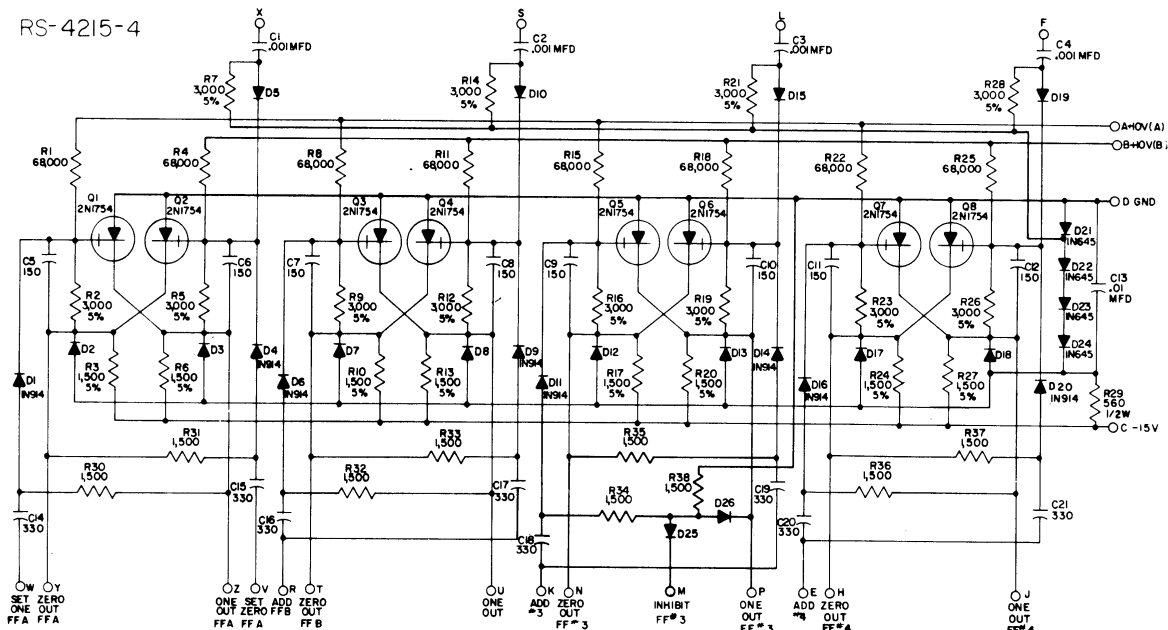 RS-4215-4
X
C1
.001MFD
S
C2
.001MFD
L
C3
.001MFD
F
C4
.001MFD
R7
3,000
5%
D5
R14
3,000
5%
D10
R21
3,000
5%
D15
R28
3,000
5%
D19
A+10V(A)
B+10V(B)
R1
68,000
R4
68,000
R8
68,000
R11
68,000
R15
68,000
R18
68,000
R22
68,000
R25
68,000
D GND
Q1
2N1754
Q2
2N1754
Q3
2N1754
Q4
2N1754
Q5
2N1754
Q6
2N1754
Q7
2N1754
Q8
2N1754
D21
1N645
D22
1N645
D23
1N645
D24
1N645
C13
.01
MFD
C5
150
C6
150
C7
150
C8
150
C9
150
C10
150
C11
150
C12
150
R2
3,000
5%
R5
3,000
5%
R9
3,000
5%
R12
3,000
5%
R16
3,000
5%
R19
3,000
5%
R23
3,000
5%
R26
3,000
5%
D1
1N914
D2
R3
1,500
5%
R6
1,500
5%
D3
D4
1N914
D6
1N914
D7
R10
1,500
5%
R13
1,500
5%
D8
D9
1N914
D11
1N914
D12
R17
1,500
5%
R20
1,500
5%
D13
D14
1N914
D16
1N914
D17
R24
1,500
5%
R27
1,500
5%
D18
D20
1N914
R29
560
1/2W
C -15V
R31
1,500
R30
1,500
R33
1,500
R32
1,500
R35
1,500
R34
1,500
R38
1,500
R37
1,500
R36
1,500
D25
D26
C14
330
C15
330
C16
330
C17
330
C18
330
C19
330
C20
330
C21
330
W
SET
ONE
FFA
Y
ZERO
OUT
FFA
Z
ONE
OUT
FFA
V
SET
ZERO
FFA
R
ADD
FFB
T
ZERO
OUT
FFB
U
ONE
OUT
K
ADD
#3
N
ZERO
OUT
FF#3
M
INHIBIT
FF#3
P
ONE
OUT
FF#3
E
ADD
#4
H
ZERO
OUT
FF#4
J
ONE
OUT
FF#4